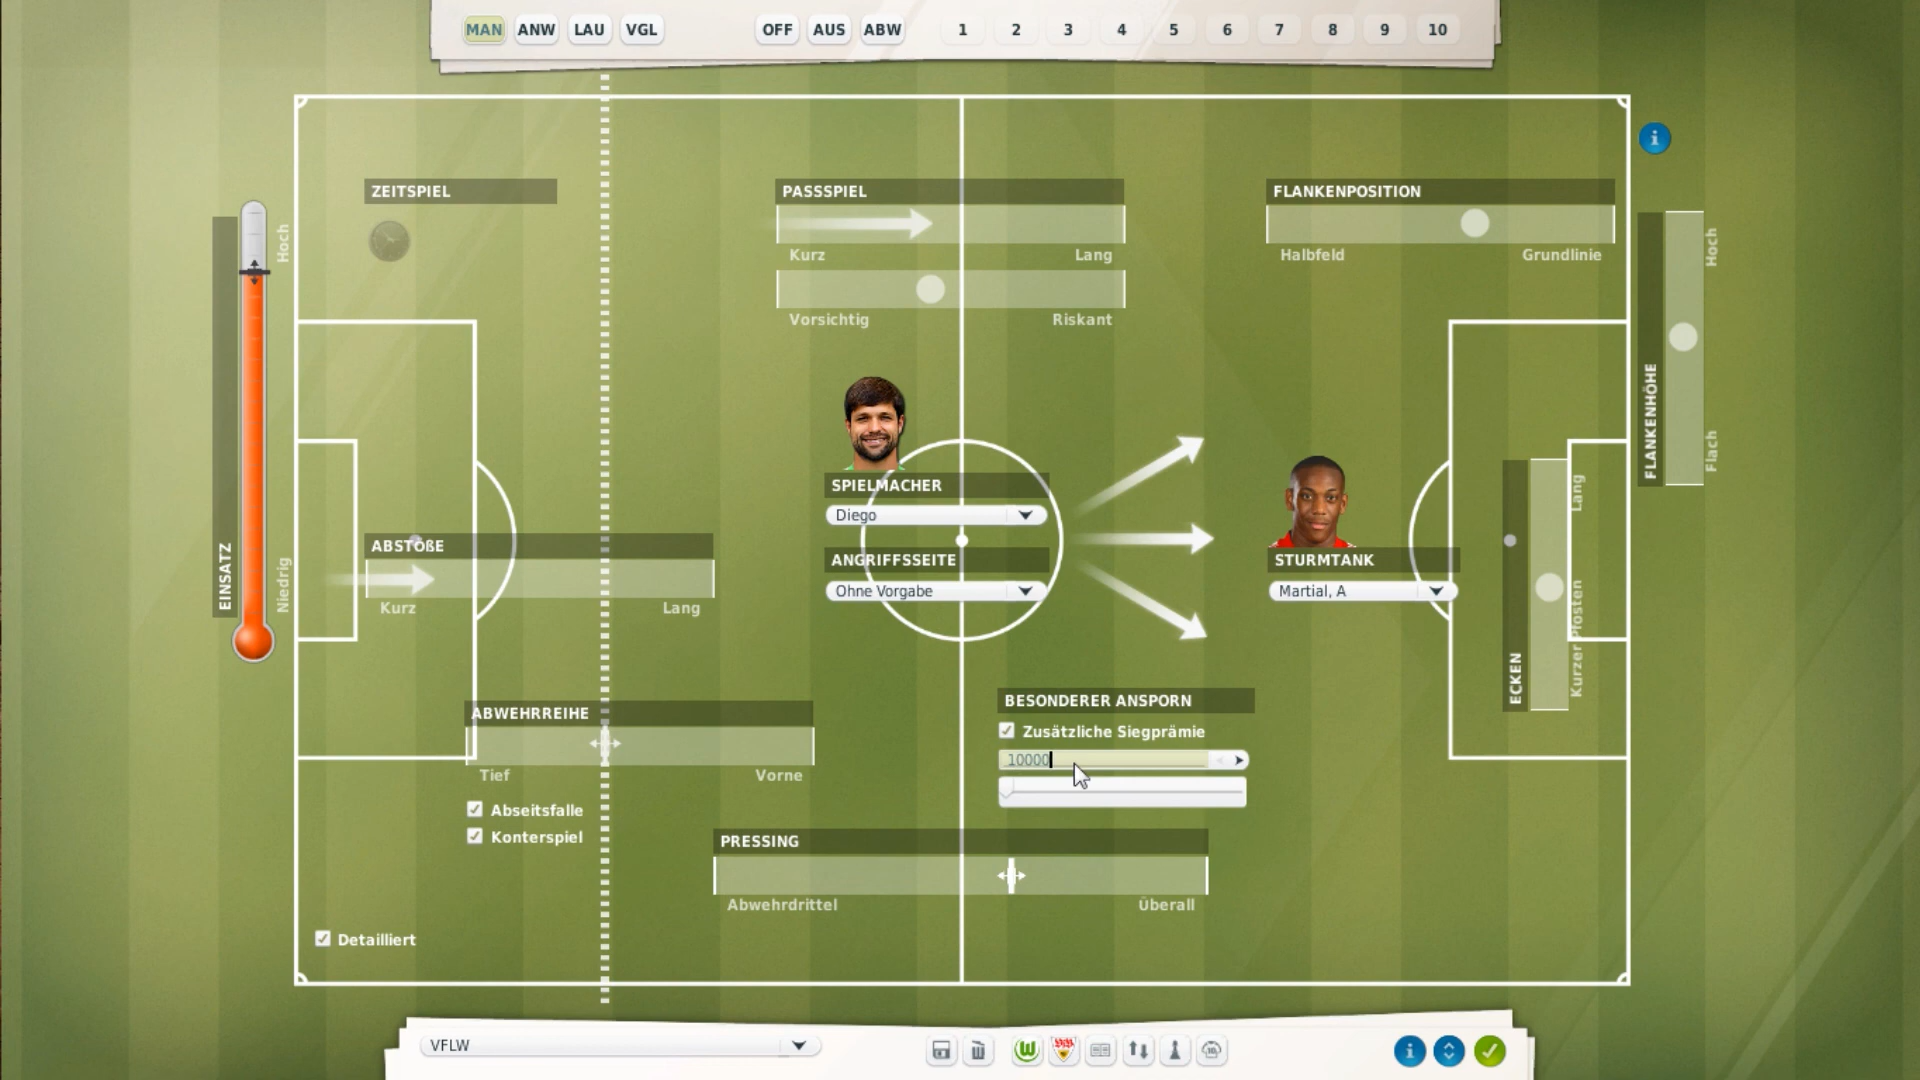 MAN ANW LAU VGL OFF AUS ABW 1 2 3 4 5 6 7 8 9 10
ZEITSPIEL
PASSSPIEL
Kurz Lang
Vorsichtig Riskant
FLANKENPOSITION
Halbfeld Grundlinie
FLANKENHÖHE
Hoch
Flach
EINSATZ
Hoch
Niedrig
SPIELMACHER
Diego
ANGRIFFSSEITE
Ohne Vorgabe
STURMTANK
Martial, A
ECKEN
Lang
Kurzer Pfosten
ABSTÖßE
Kurz Lang
ABWEHRREIHE
Tief Vorne
Abseitsfalle
Konterspiel
BESONDERER ANSPORN
Zusätzliche Siegprämie
10000
PRESSING
Abwehrdrittel Überall
Detailliert
VFLW